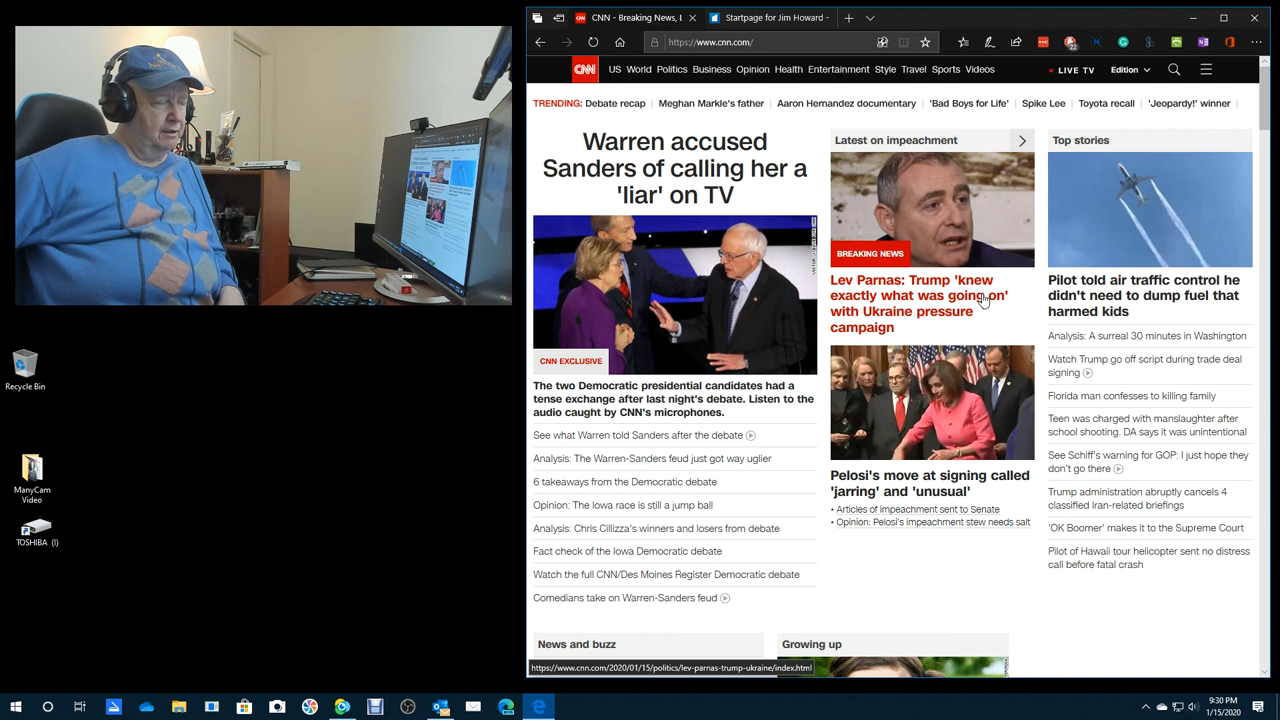 CNN - Breaking News, L
Startpage for Jim Howard -
https://www.cnn.com/
22
CNN
US World Politics Business Opinion Health Entertainment Style Travel Sports Videos
LIVE TV
Edition
TRENDING: Debate recap | Meghan Markle's father | Aaron Hernandez documentary | 'Bad Boys for Life' | Spike Lee | Toyota recall | 'Jeopardy!' winner |
Warren accused
Sanders of calling her a
'liar' on TV
CNN EXCLUSIVE
The two Democratic presidential candidates had a
tense exchange after last night's debate. Listen to the
audio caught by CNN's microphones.
See what Warren told Sanders after the debate
Analysis: The Warren-Sanders feud just got way uglier
6 takeaways from the Democratic debate
Opinion: The Iowa race is still a jump ball
Analysis: Chris Cillizza's winners and losers from debate
Fact check of the Iowa Democratic debate
Watch the full CNN/Des Moines Register Democratic debate
Comedians take on Warren-Sanders feud
Latest on impeachment
BREAKING NEWS
Lev Parnas: Trump 'knew
exactly what was going on'
with Ukraine pressure
campaign
Pelosi's move at signing called
'jarring' and 'unusual'
• Articles of impeachment sent to Senate
• Opinion: Pelosi's impeachment stew needs salt
Top stories
Pilot told air traffic control he
didn't need to dump fuel that
harmed kids
Analysis: A surreal 30 minutes in Washington
Watch Trump go off script during trade deal
signing
Florida man confesses to killing family
Teen was charged with manslaughter after
school shooting. DA says it was unintentional
See Schiff's warning for GOP: I just hope they
don't go there
Trump administration abruptly cancels 4
classified Iran-related briefings
'OK Boomer' makes it to the Supreme Court
Pilot of Hawaii tour helicopter sent no distress
call before fatal crash
News and buzz
Growing up
https://www.cnn.com/2020/01/15/politics/lev-parnas-trump-ukraine/index.html
Recycle Bin
ManyCam
Video
TOSHIBA (I)
9:30 PM
1/15/2020